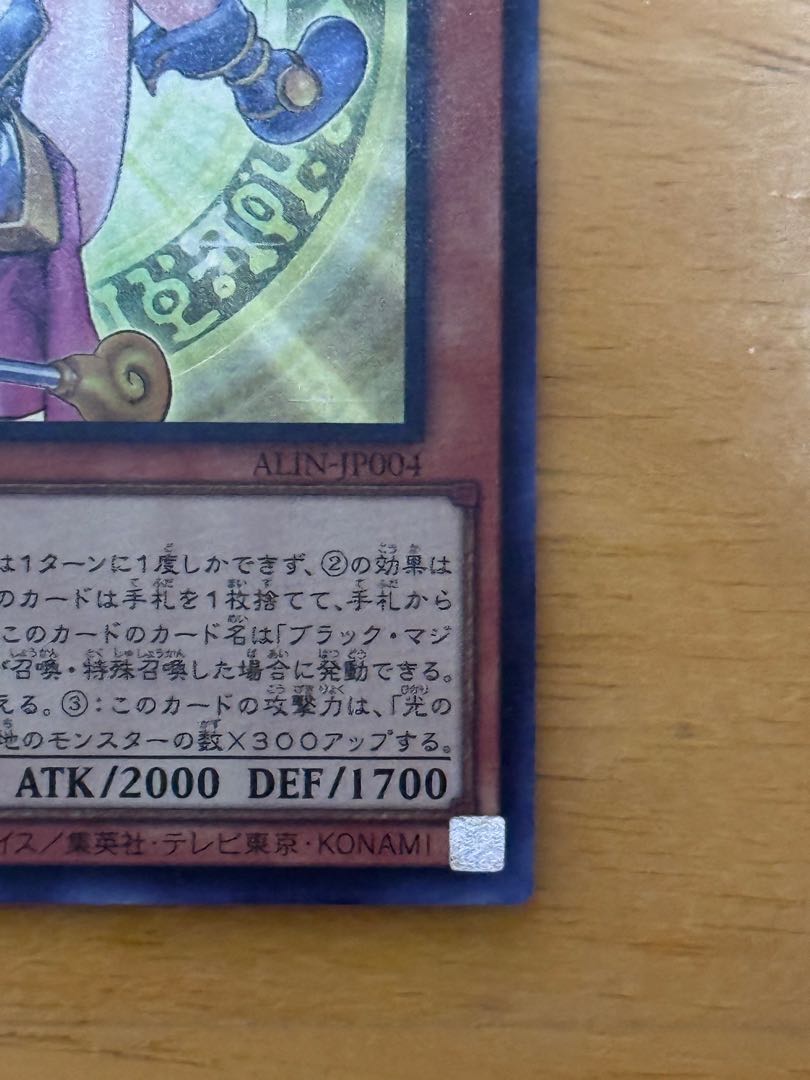 ALIN-JP004
は1ターンに1度しかできず、②の効果は
のカードは手札を1枚捨てて、手札から
このカードのカード名は「ブラック・マジ
召喚・特殊召喚した場合に発動できる。
える。③：このカードの攻撃力は、「光の
地のモンスターの数×300アップする。
ATK/2000 DEF/1700
イス/集英社・テレビ東京・KONAMI